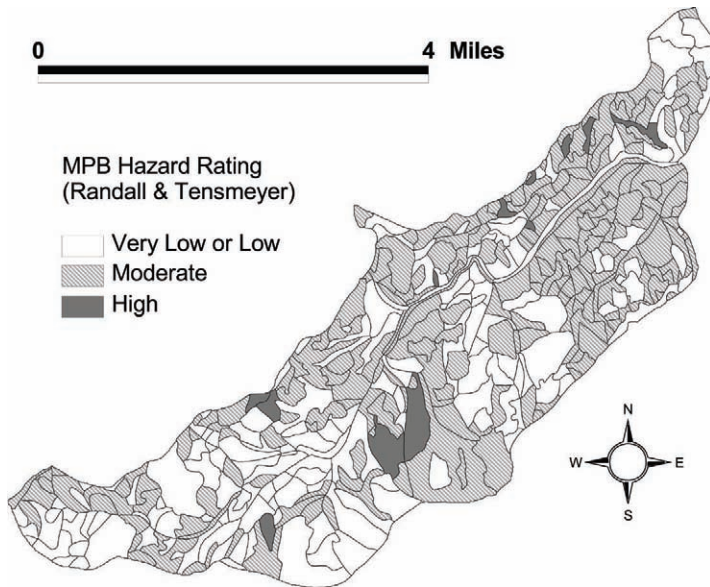 0 4 Miles
MPB Hazard Rating
(Randall & Tensmeyer)
Very Low or Low
Moderate
High
N
W E
S